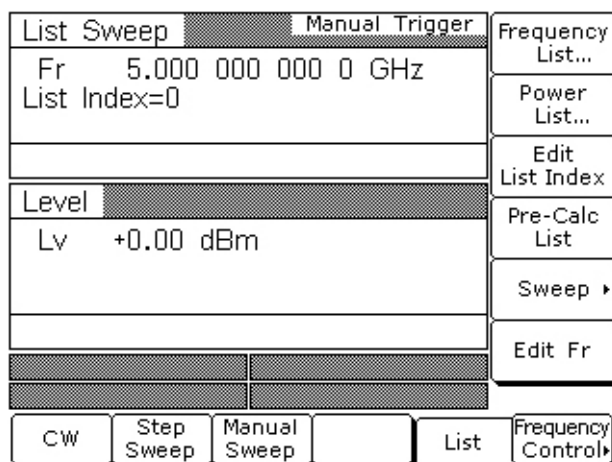 List Sweep
Manual Trigger
Fr 5.000 000 000 0 GHz
List Index=0
Level
Lv +0.00 dBm
Frequency
List...
Power
List...
Edit
List Index
Pre-Calc
List
Sweep ▸
Edit Fr
CW
Step
Sweep
Manual
Sweep
List
Frequency
Control▸